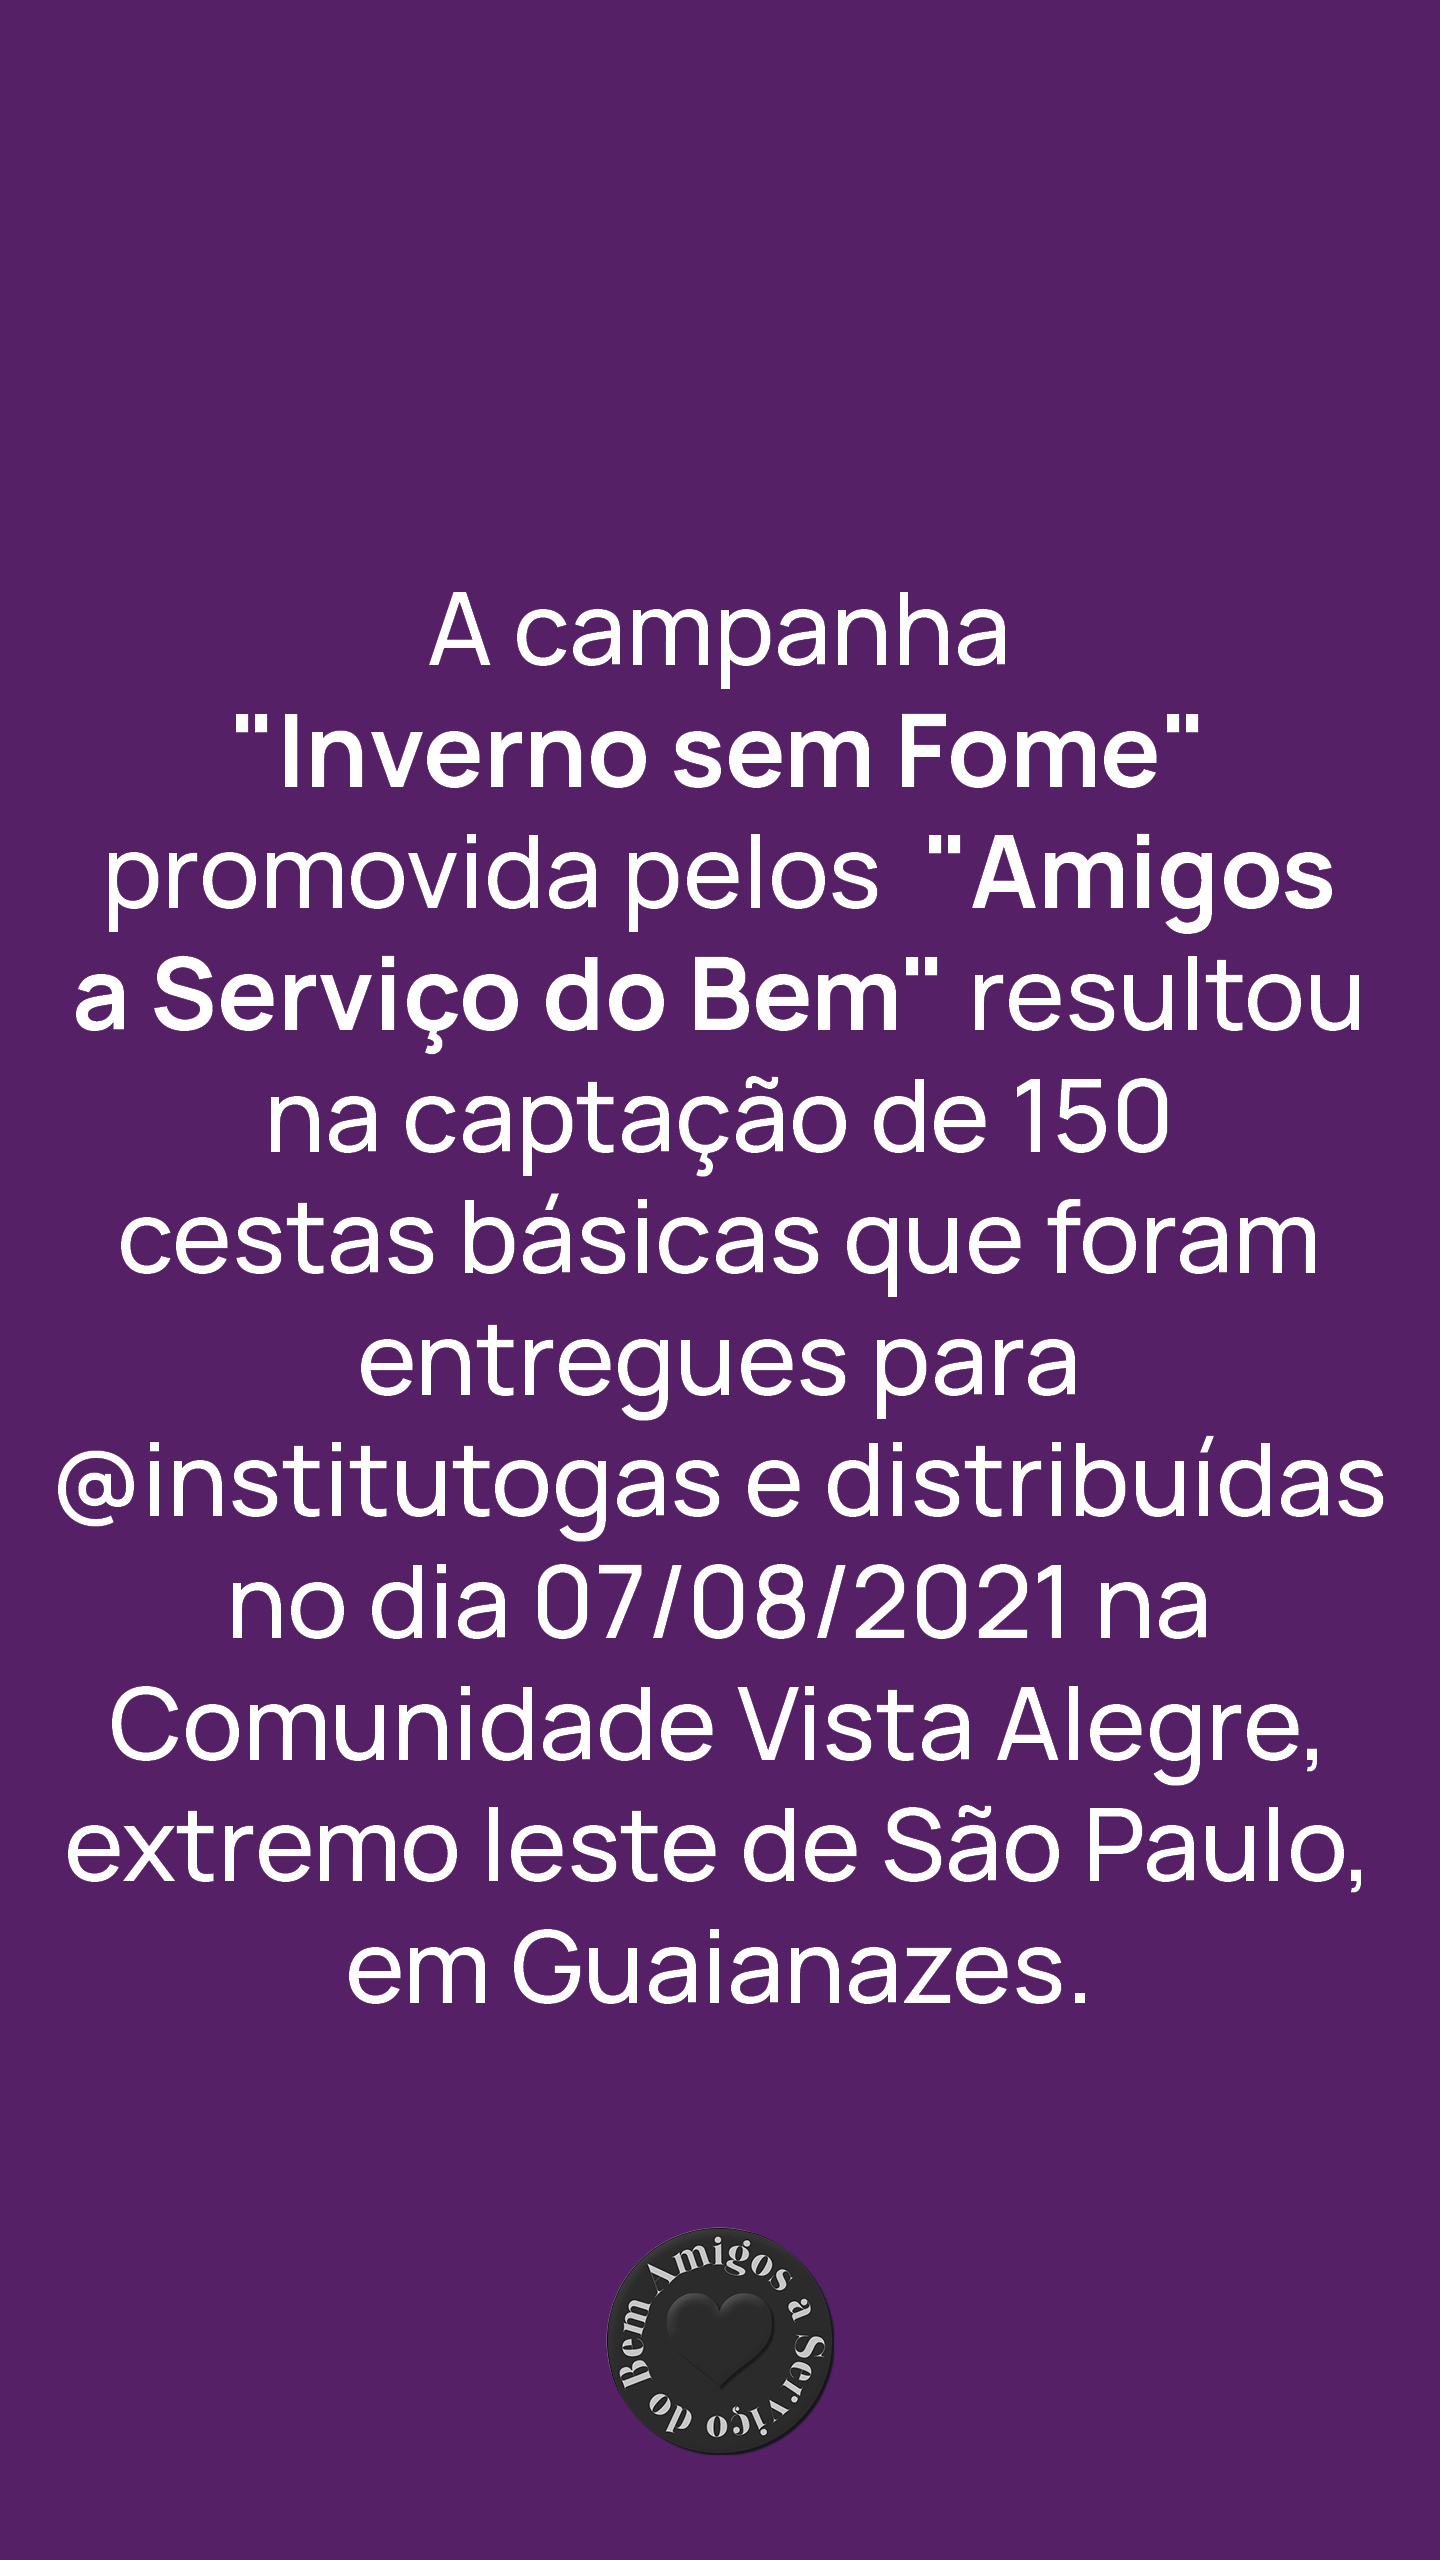 A campanha
"Inverno sem Fome"
promovida pelos "Amigos
a Serviço do Bem" resultou
na captação de 150
cestas básicas que foram
entregues para
@institutogas e distribuídas
no dia 07/08/2021 na
Comunidade Vista Alegre,
extremo leste de São Paulo,
em Guaianazes.
Amigos a Serviço do Bem